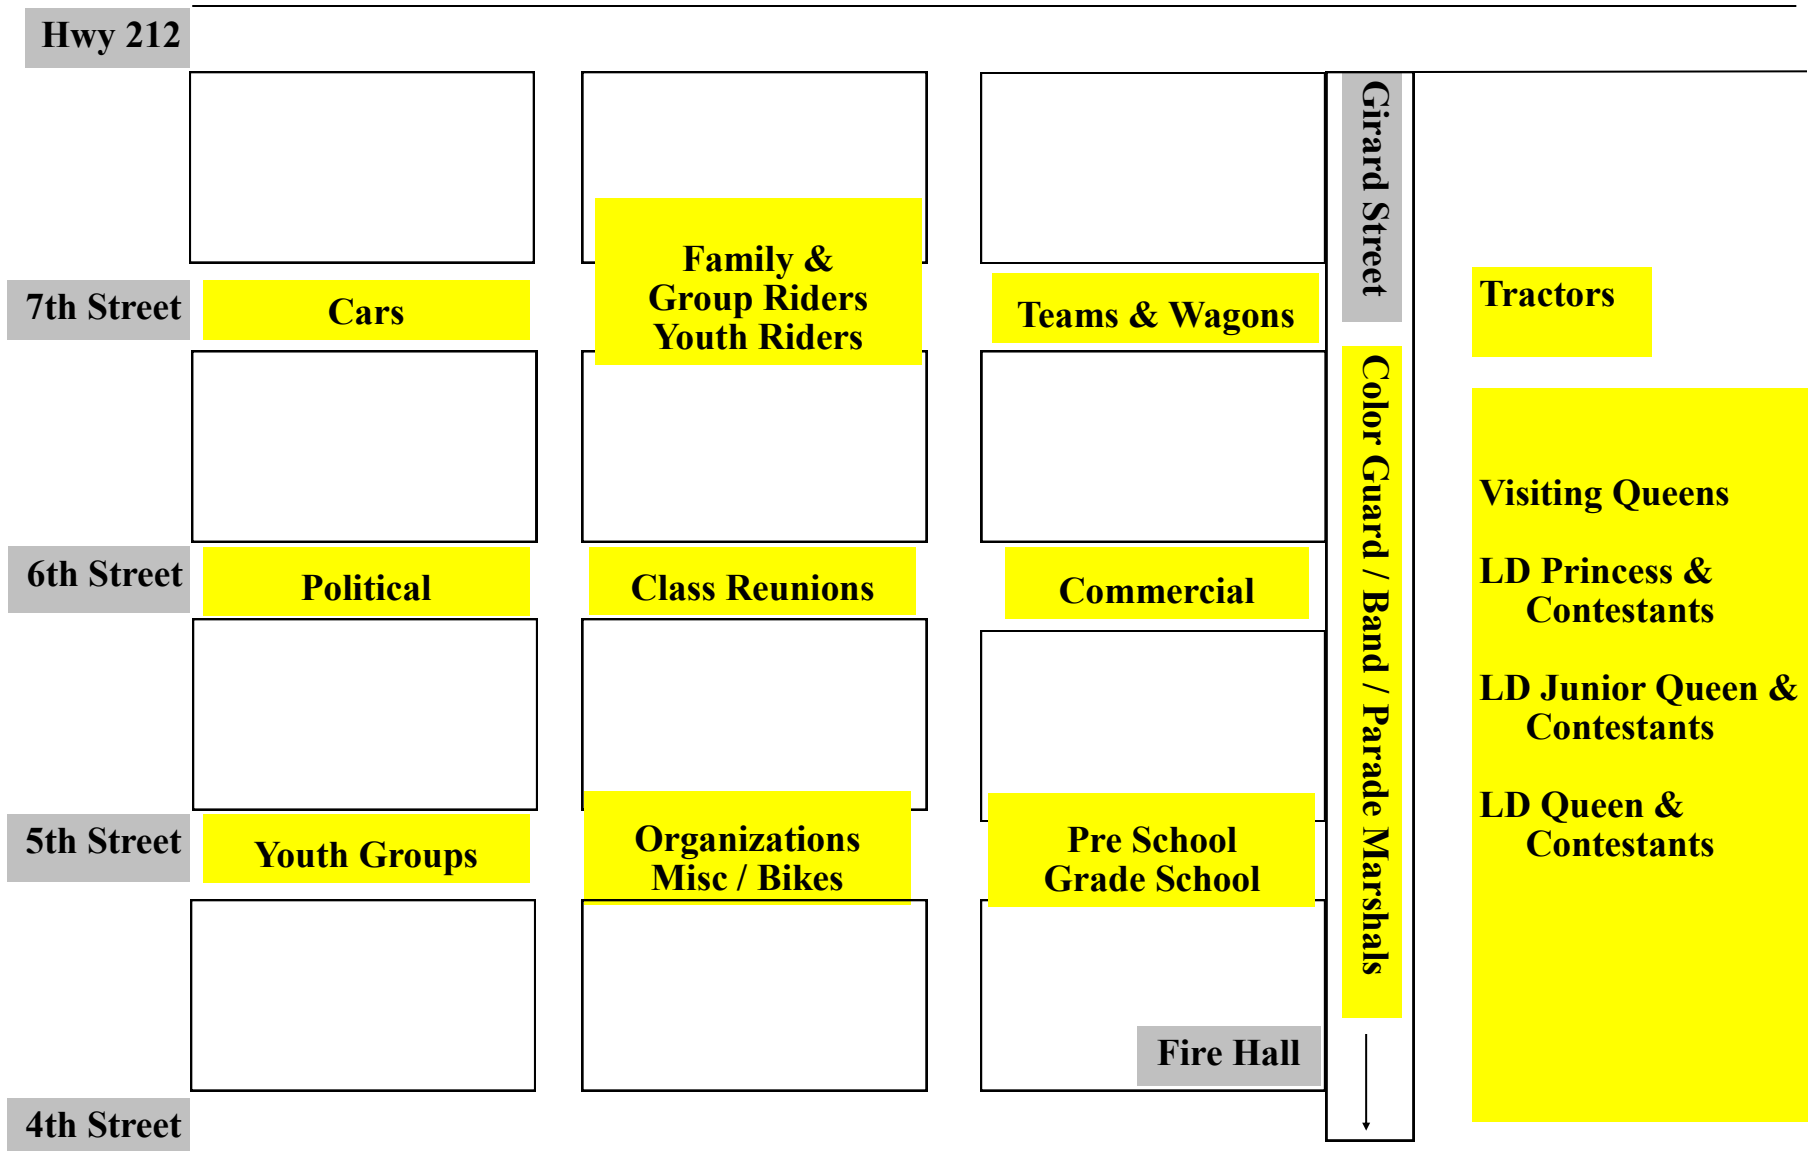 Hwy 212
Girard Street
7th Street
Cars
Family &
Group Riders
Youth Riders
Teams & Wagons
Tractors
Color Guard / Band / Parade Marshals
Visiting Queens
LD Princess &
Contestants
LD Junior Queen &
Contestants
LD Queen &
Contestants
6th Street
Political
Class Reunions
Commercial
5th Street
Youth Groups
Organizations
Misc / Bikes
Pre School
Grade School
Fire Hall
4th Street